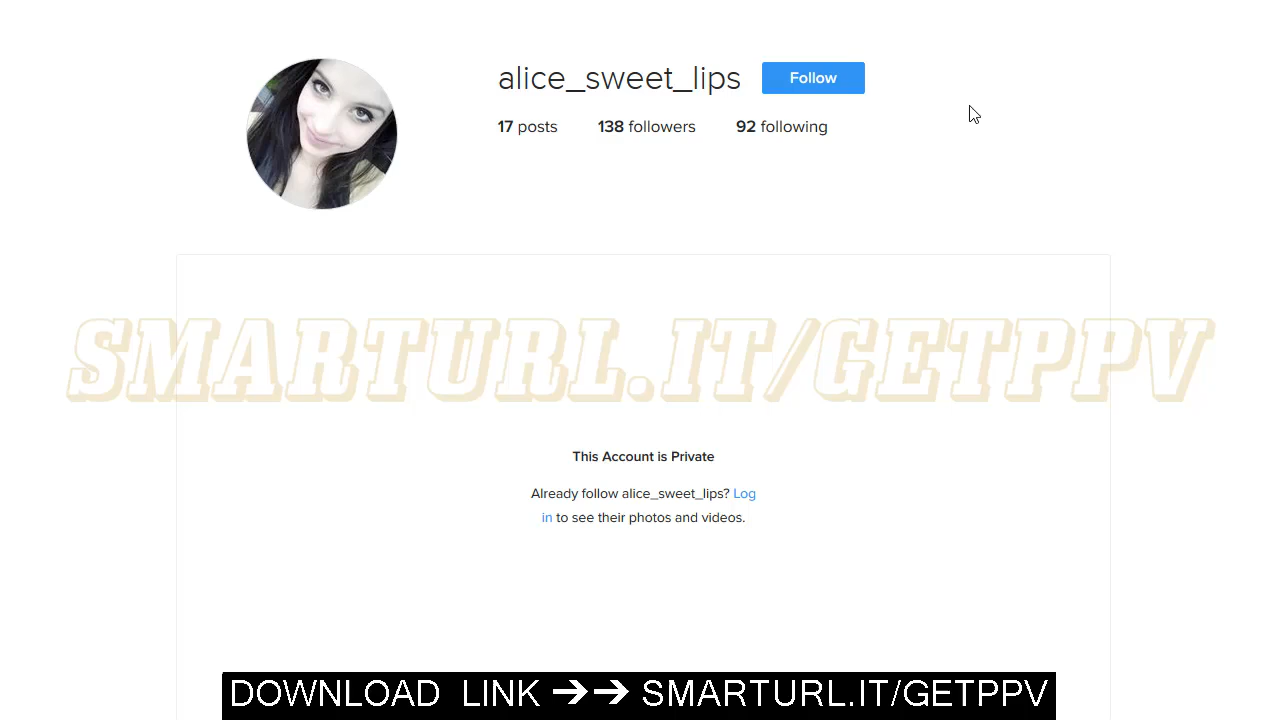 alice_sweet_lips Follow
17 posts 138 followers 92 following
SMARTURL.IT/GETPPV
This Account is Private
Already follow alice_sweet_lips? Log
in to see their photos and videos.
DOWNLOAD LINK ➔➔ SMARTURL.IT/GETPPV